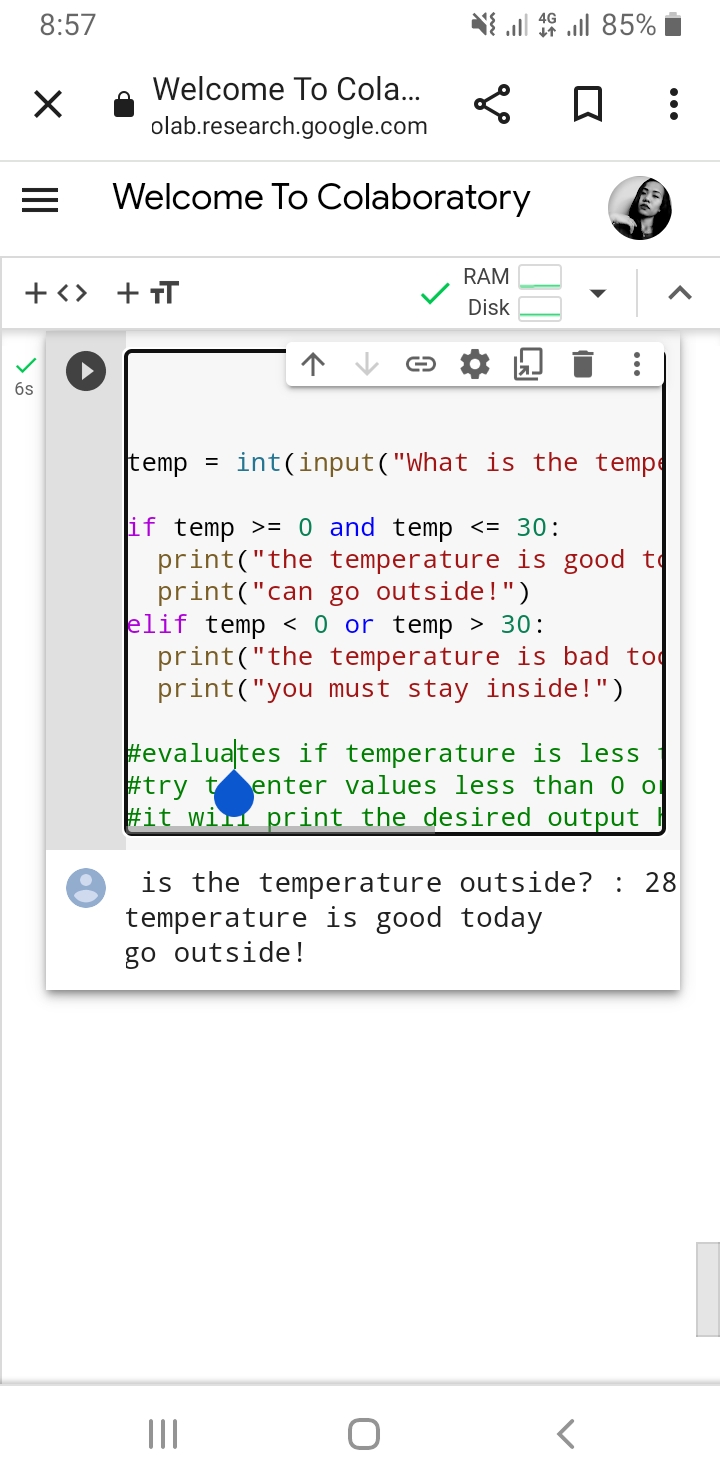 8:57
4G
85%
Welcome To Cola...
olab.research.google.com
Welcome To Colaboratory
RAM
Disk
6s
temp = int(input("What is the tempe
if temp >= 0 and temp <= 30:
print("the temperature is good to
print("can go outside!")
elif temp < 0 or temp > 30:
print("the temperature is bad tod
print("you must stay inside!")
#evaluates if temperature is less
#try to enter values less than 0 or
#it will print the desired output
is the temperature outside? : 28
temperature is good today
go outside!